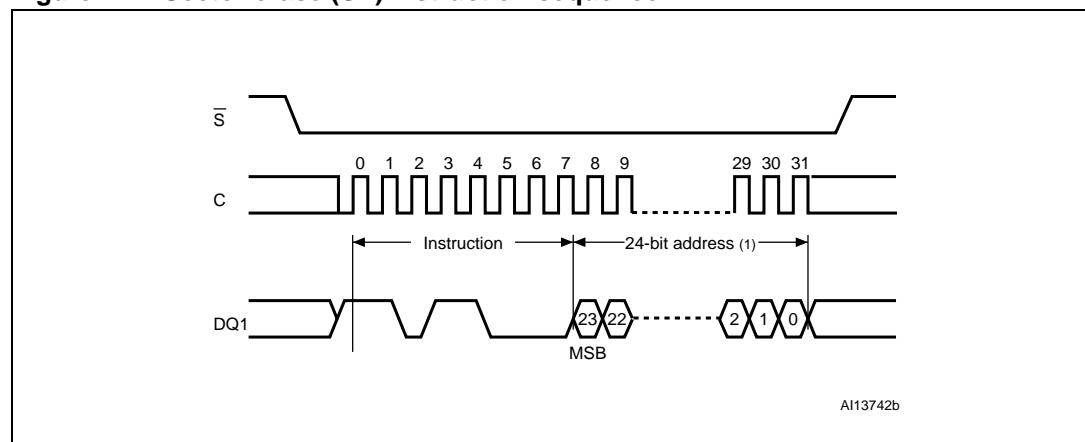 S
0 1 2 3 4 5 6 7 8 9 29 30 31
C
Instruction 24-bit address (1)
DQ1 23 22 2 1 0
MSB
AI13742b